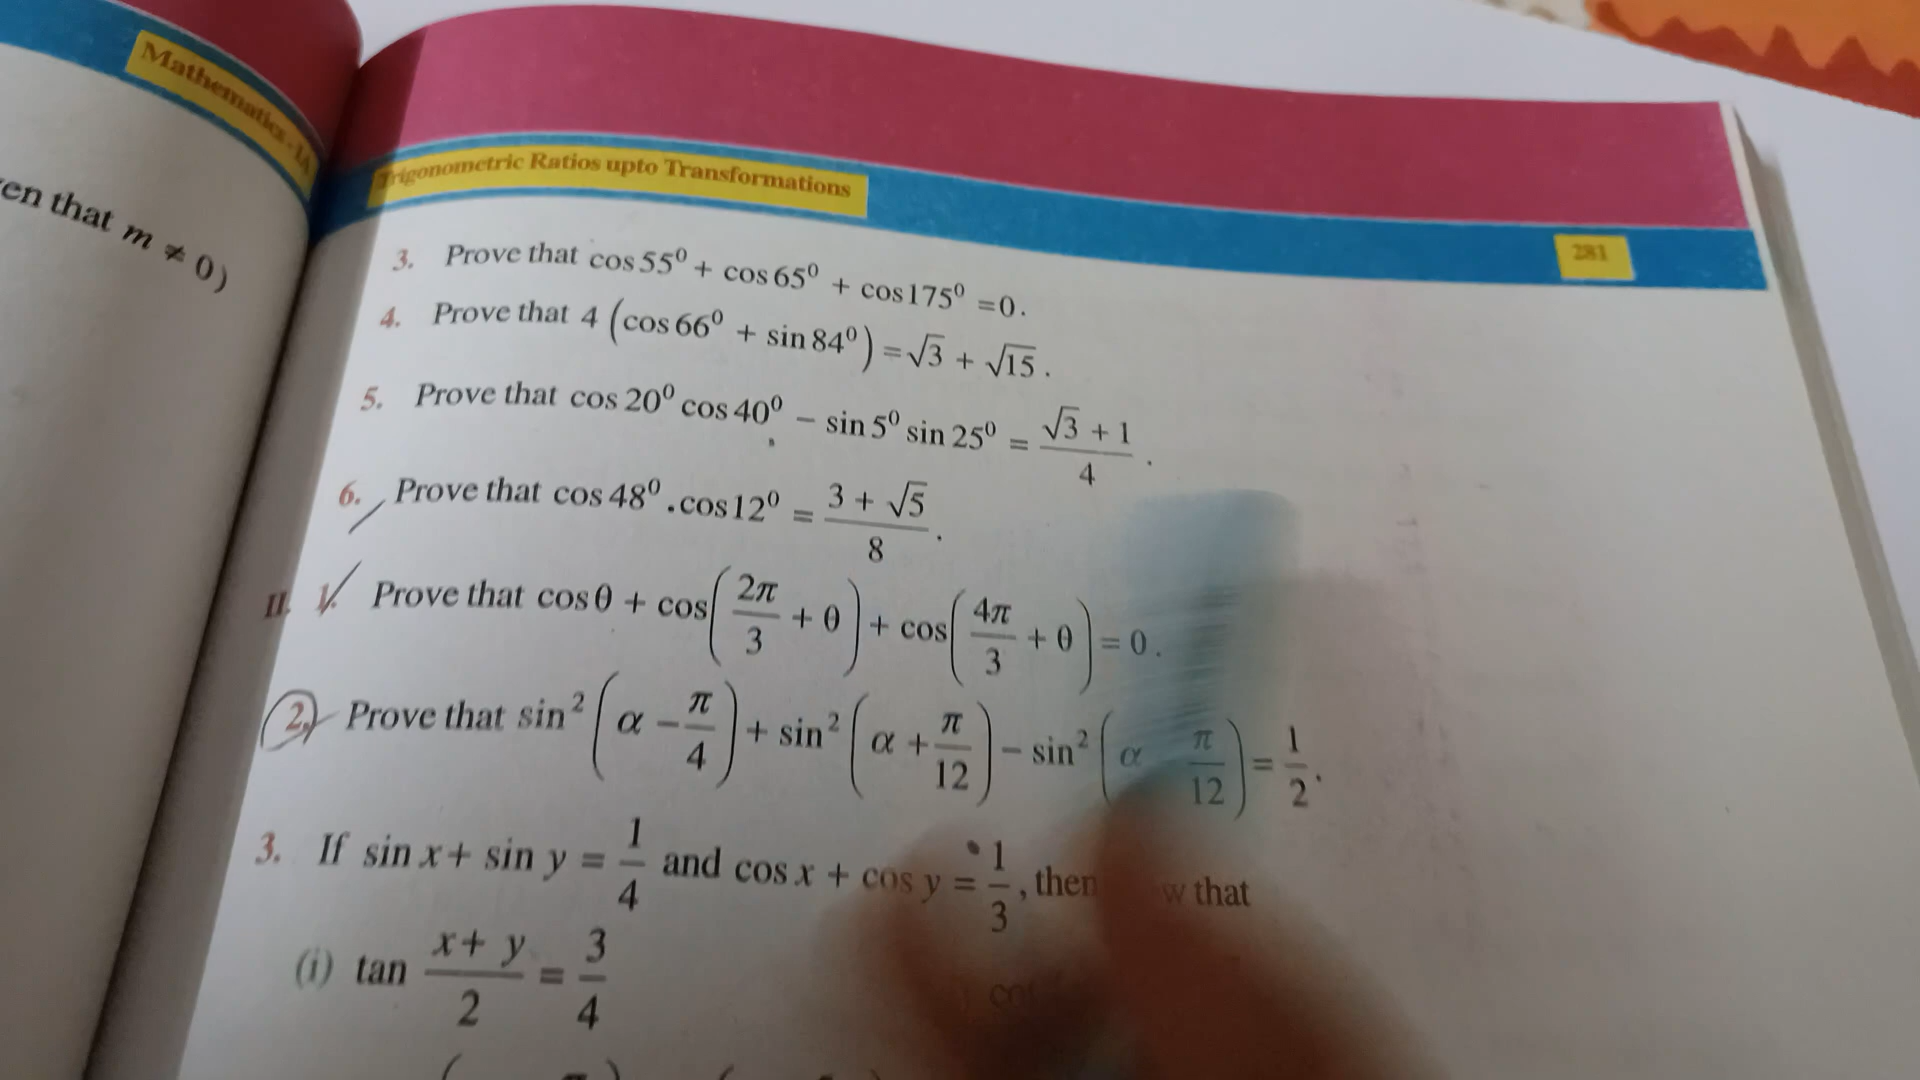 Mathematics - IA
en that m ≠ 0)
Trigonometric Ratios upto Transformations
281
3. Prove that cos 55⁰ + cos 65⁰ + cos 175⁰ = 0.
4. Prove that 4 (cos 66⁰ + sin 84⁰) = √3 + √15.
5. Prove that cos 20⁰ cos 40⁰ − sin 5⁰ sin 25⁰ = (√3 + 1)/4.
6. Prove that cos 48⁰ . cos 12⁰ = (3 + √5)/8.
II. 1. Prove that cos θ + cos(2π/3 + θ) + cos(4π/3 + θ) = 0.
2. Prove that sin²(α − π/4) + sin²(α + π/12) − sin²(α π/12) = 1/2.
3. If sin x + sin y = 1/4 and cos x + cos y = 1/3, then w that
(i) tan (x + y)/2 = 3/4